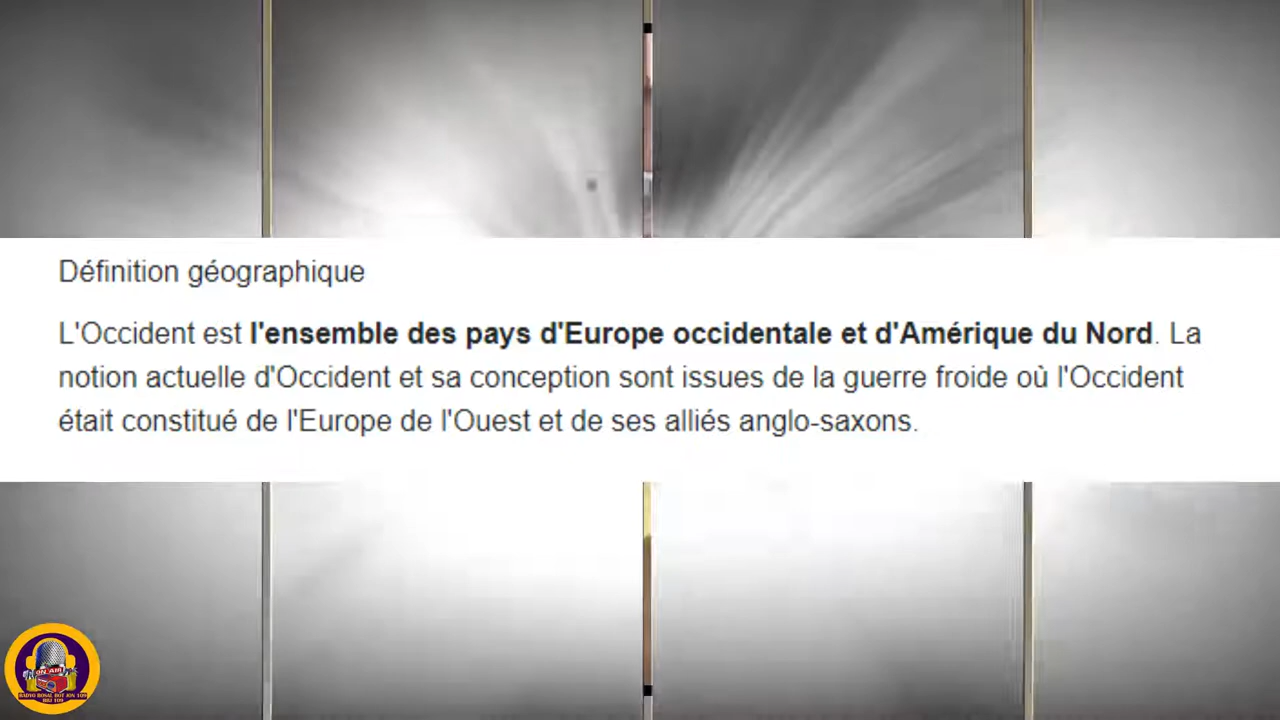 Définition géographique
L'Occident est l'ensemble des pays d'Europe occidentale et d'Amérique du Nord. La
notion actuelle d'Occident et sa conception sont issues de la guerre froide où l'Occident
était constitué de l'Europe de l'Ouest et de ses alliés anglo-saxons.
ON AIR